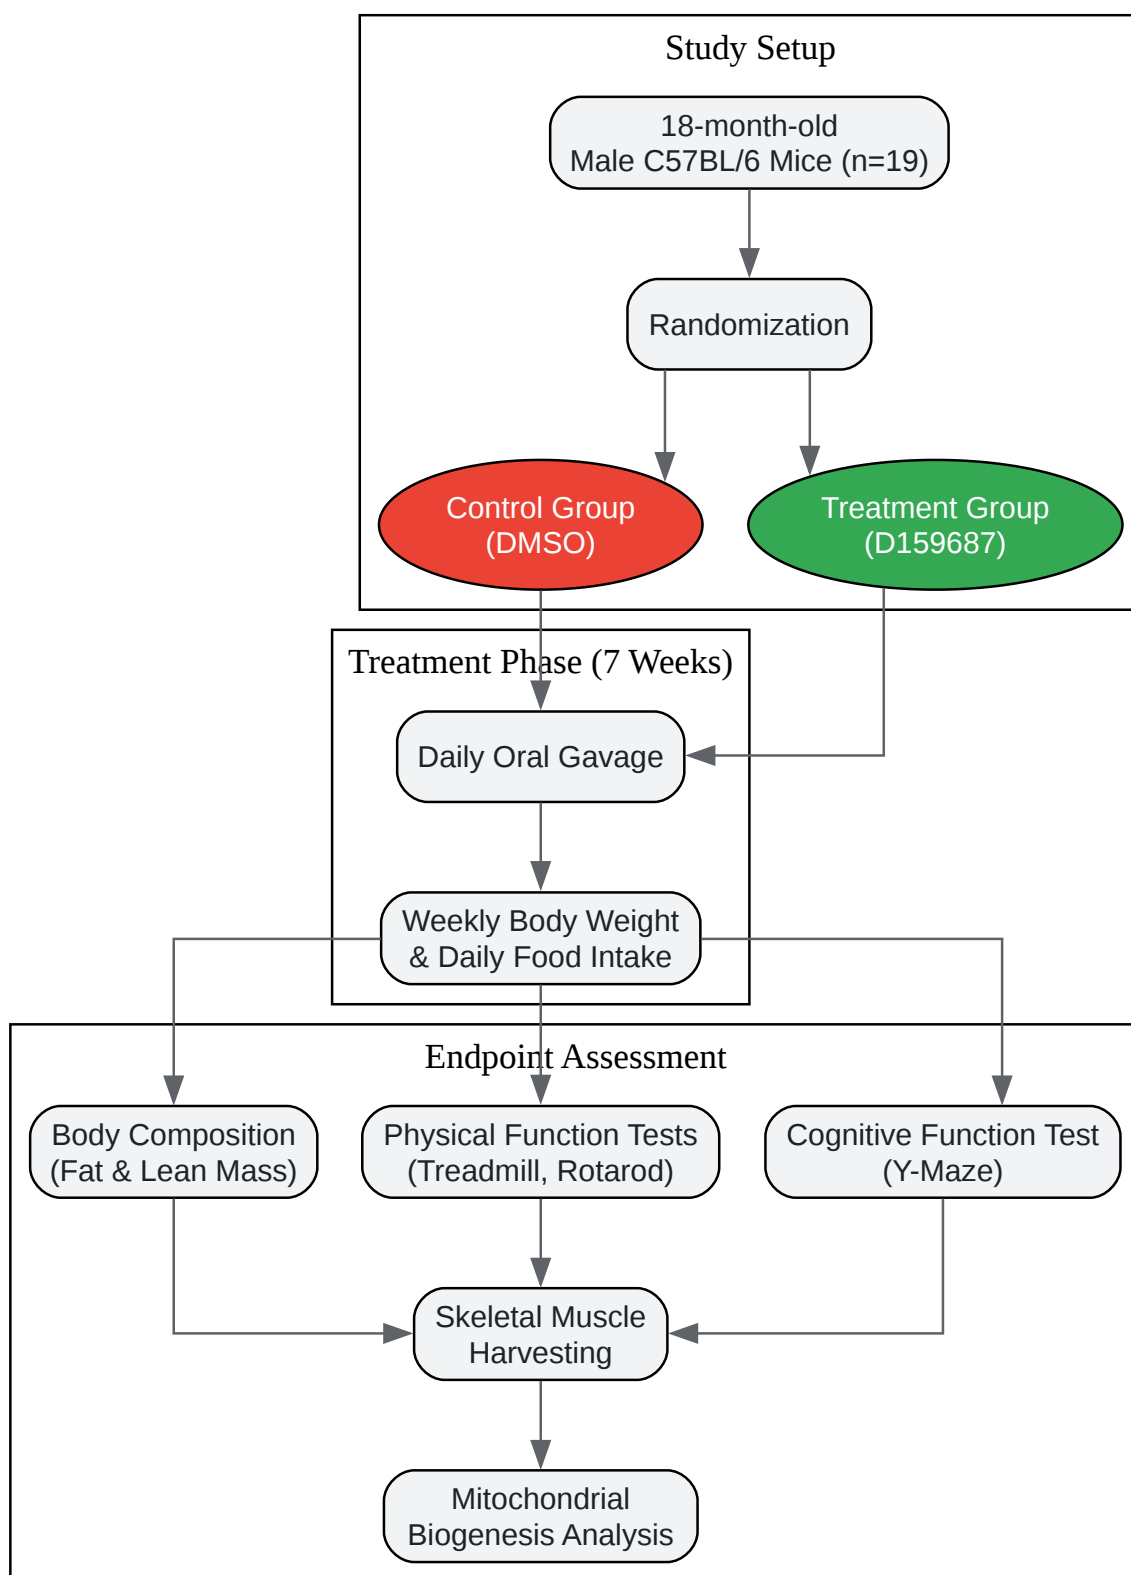 Study Setup
18-month-old
Male C57BL/6 Mice (n=19)
Randomization
Control Group
(DMSO)
Treatment Group
(D159687)
Treatment Phase (7 Weeks)
Daily Oral Gavage
Weekly Body Weight
& Daily Food Intake
Endpoint Assessment
Body Composition
(Fat & Lean Mass)
Physical Function Tests
(Treadmill, Rotarod)
Cognitive Function Test
(Y-Maze)
Skeletal Muscle
Harvesting
Mitochondrial
Biogenesis Analysis